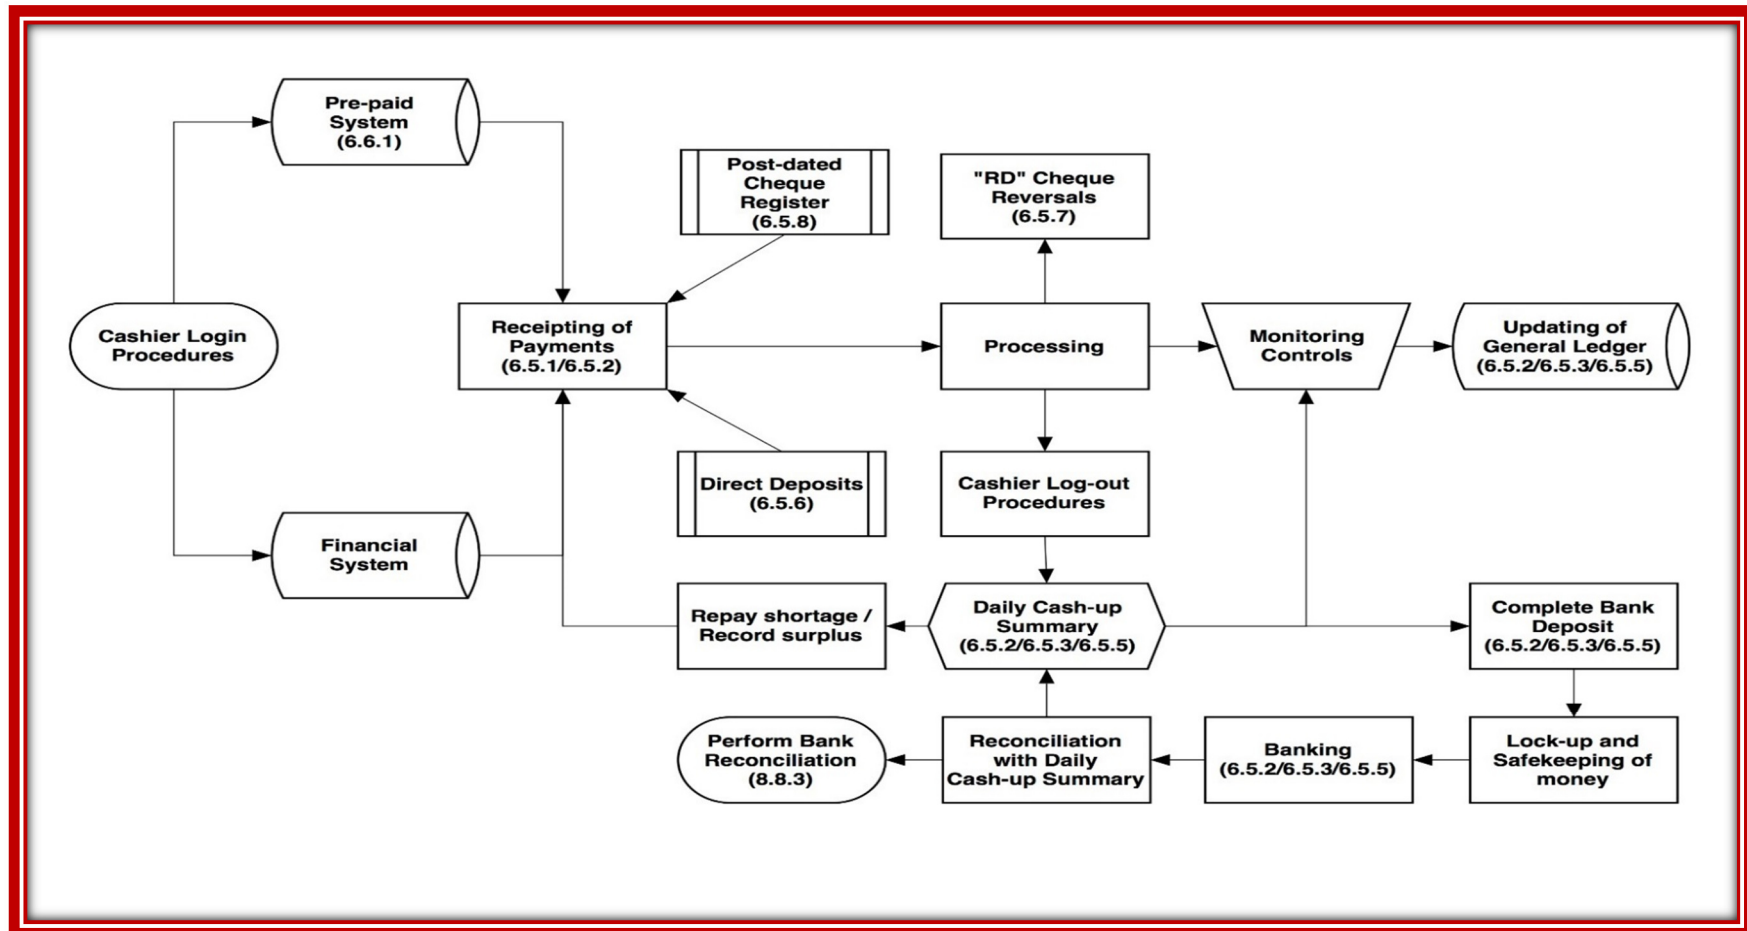 Pre-paid
System
(6.6.1)
Post-dated
Cheque
Register
(6.5.8)
"RD" Cheque
Reversals
(6.5.7)
Cashier Login
Procedures
Receipting of
Payments
(6.5.1/6.5.2)
Processing
Monitoring
Controls
Updating of
General Ledger
(6.5.2/6.5.3/6.5.5)
Direct Deposits
(6.5.6)
Cashier Log-out
Procedures
Financial
System
Repay shortage /
Record surplus
Daily Cash-up
Summary
(6.5.2/6.5.3/6.5.5)
Complete Bank
Deposit
(6.5.2/6.5.3/6.5.5)
Perform Bank
Reconciliation
(8.8.3)
Reconciliation
with Daily
Cash-up Summary
Banking
(6.5.2/6.5.3/6.5.5)
Lock-up and
Safekeeping of
money